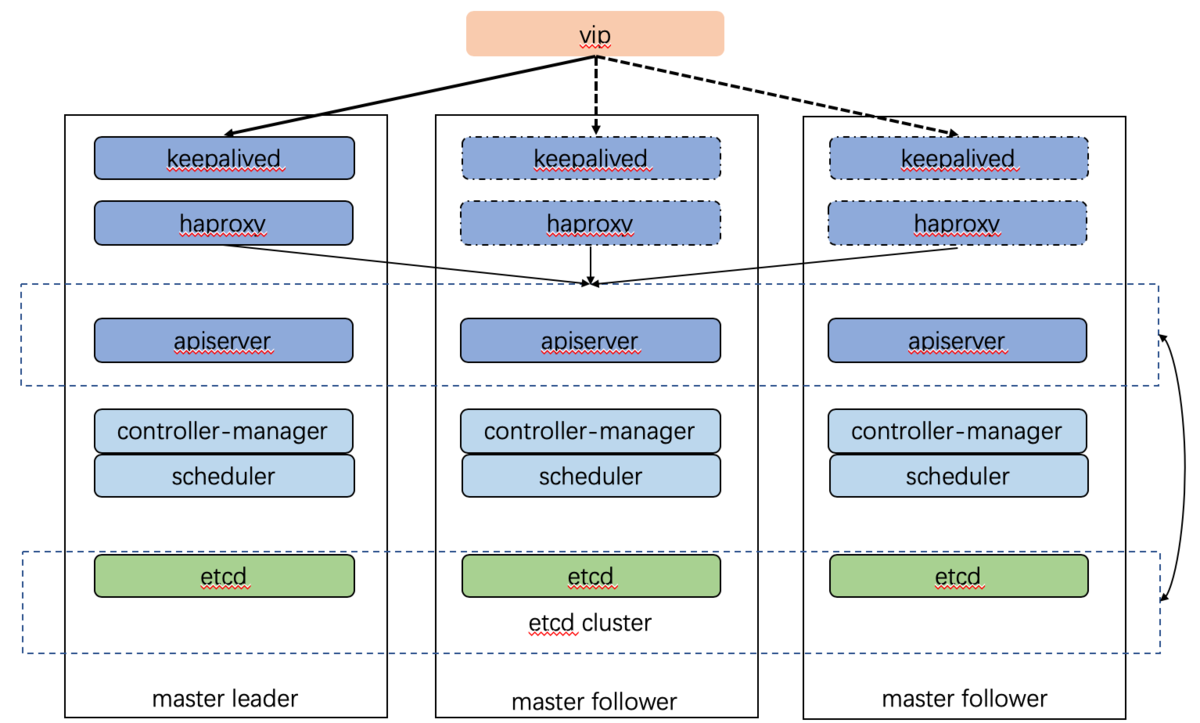 vip
keepalived
keepalived
keepalived
haproxy
haproxy
haproxy
apiserver
apiserver
apiserver
controller-manager
controller-manager
controller-manager
scheduler
scheduler
scheduler
etcd
etcd
etcd
etcd cluster
master leader
master follower
master follower